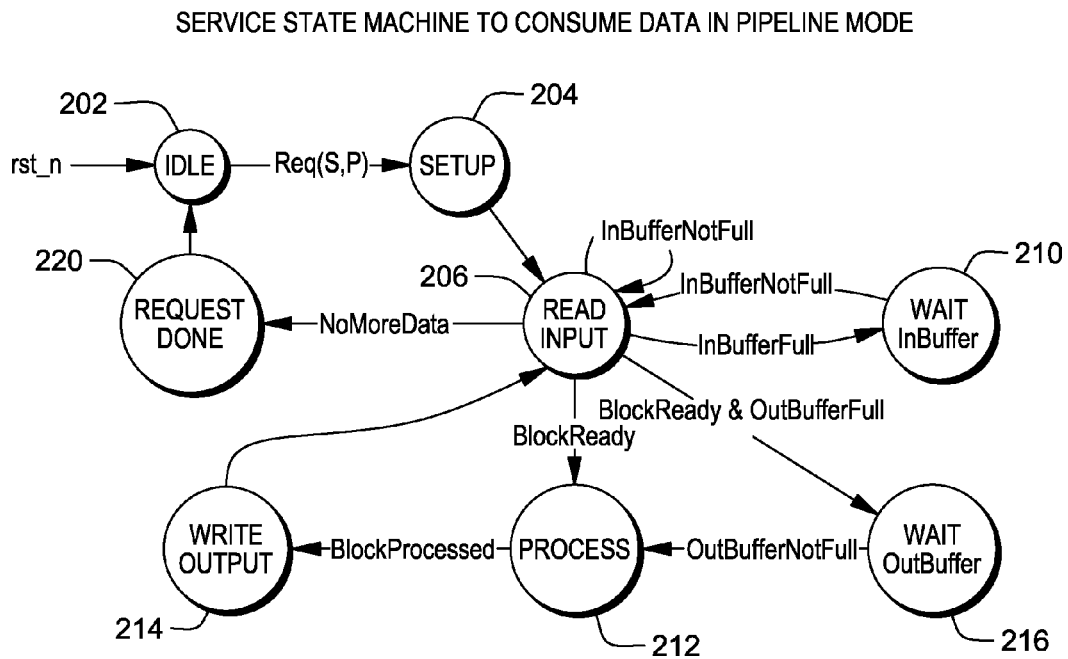 SERVICE STATE MACHINE TO CONSUME DATA IN PIPELINE MODE
202
204
rst_n
IDLE
Req(S,P)
SETUP
InBufferNotFull
220
206
InBufferNotFull
210
REQUEST
DONE
NoMoreData
READ
INPUT
InBufferFull
WAIT
InBuffer
BlockReady & OutBufferFull
BlockReady
WRITE
OUTPUT
BlockProcessed
PROCESS
OutBufferNotFull
WAIT
OutBuffer
214
212
216